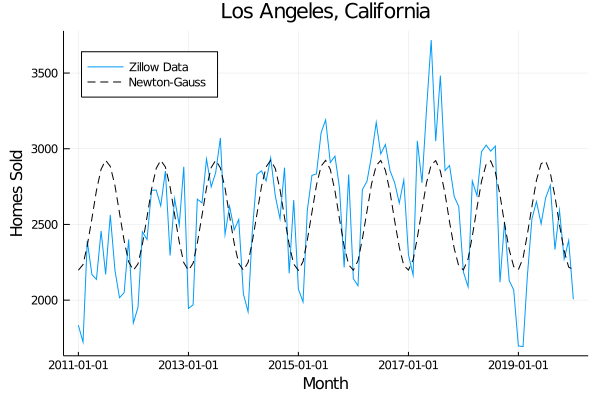 Los Angeles, California
Zillow Data
Newton-Gauss
Homes Sold
3500
3000
2500
2000
2011-01-01
2013-01-01
2015-01-01
2017-01-01
2019-01-01
Month